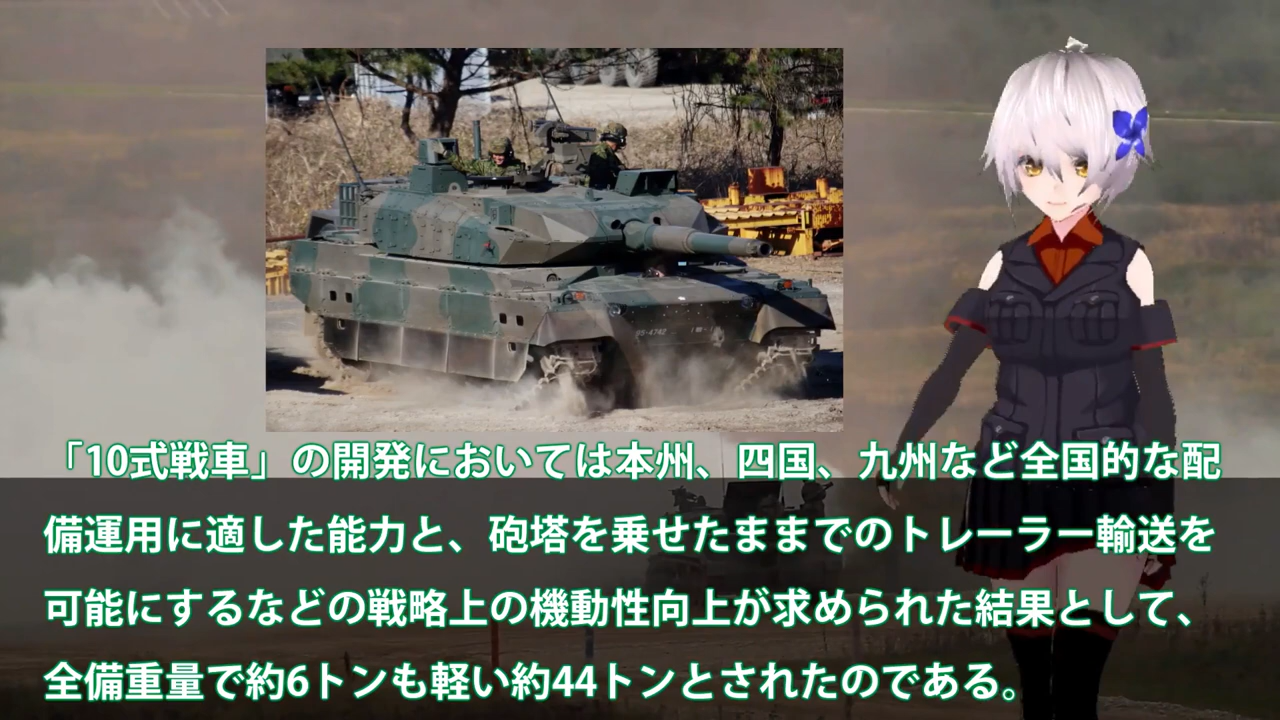 「10式戦車」の開発においては本州、四国、九州など全国的な配
備運用に適した能力と、砲塔を乗せたままでのトレーラー輸送を
可能にするなどの戦略上の機動性向上が求められた結果として、
全備重量で約6トンも軽い約44トンとされたのである。
95-4742